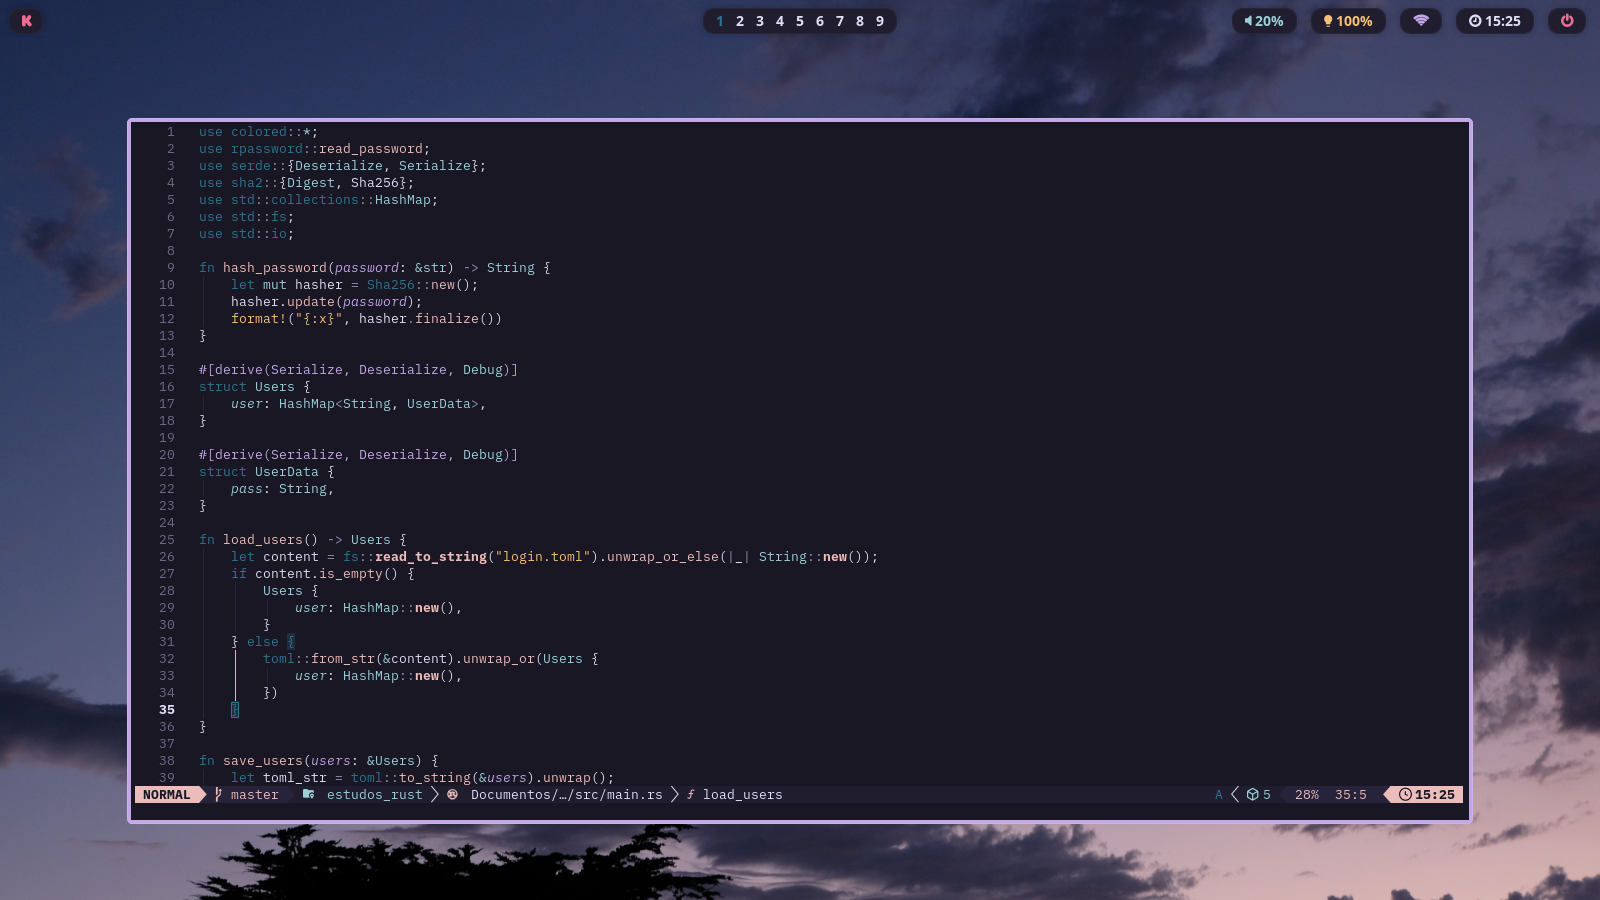 K
1 2 3 4 5 6 7 8 9
20% 100% 15:25
1 use colored::*;
2 use rpassword::read_password;
3 use serde::{Deserialize, Serialize};
4 use sha2::{Digest, Sha256};
5 use std::collections::HashMap;
6 use std::fs;
7 use std::io;
8
9 fn hash_password(password: &str) -> String {
10     let mut hasher = Sha256::new();
11     hasher.update(password);
12     format!("{:x}", hasher.finalize())
13 }
14
15 #[derive(Serialize, Deserialize, Debug)]
16 struct Users {
17     user: HashMap<String, UserData>,
18 }
19
20 #[derive(Serialize, Deserialize, Debug)]
21 struct UserData {
22     pass: String,
23 }
24
25 fn load_users() -> Users {
26     let content = fs::read_to_string("login.toml").unwrap_or_else(|_| String::new());
27     if content.is_empty() {
28         Users {
29             user: HashMap::new(),
30         }
31     } else {
32         toml::from_str(&content).unwrap_or(Users {
33             user: HashMap::new(),
34         })
35     }
36 }
37
38 fn save_users(users: &Users) {
39     let toml_str = toml::to_string(&users).unwrap();
NORMAL master estudos_rust Documentos/…/src/main.rs load_users A 5 28% 35:5 15:25